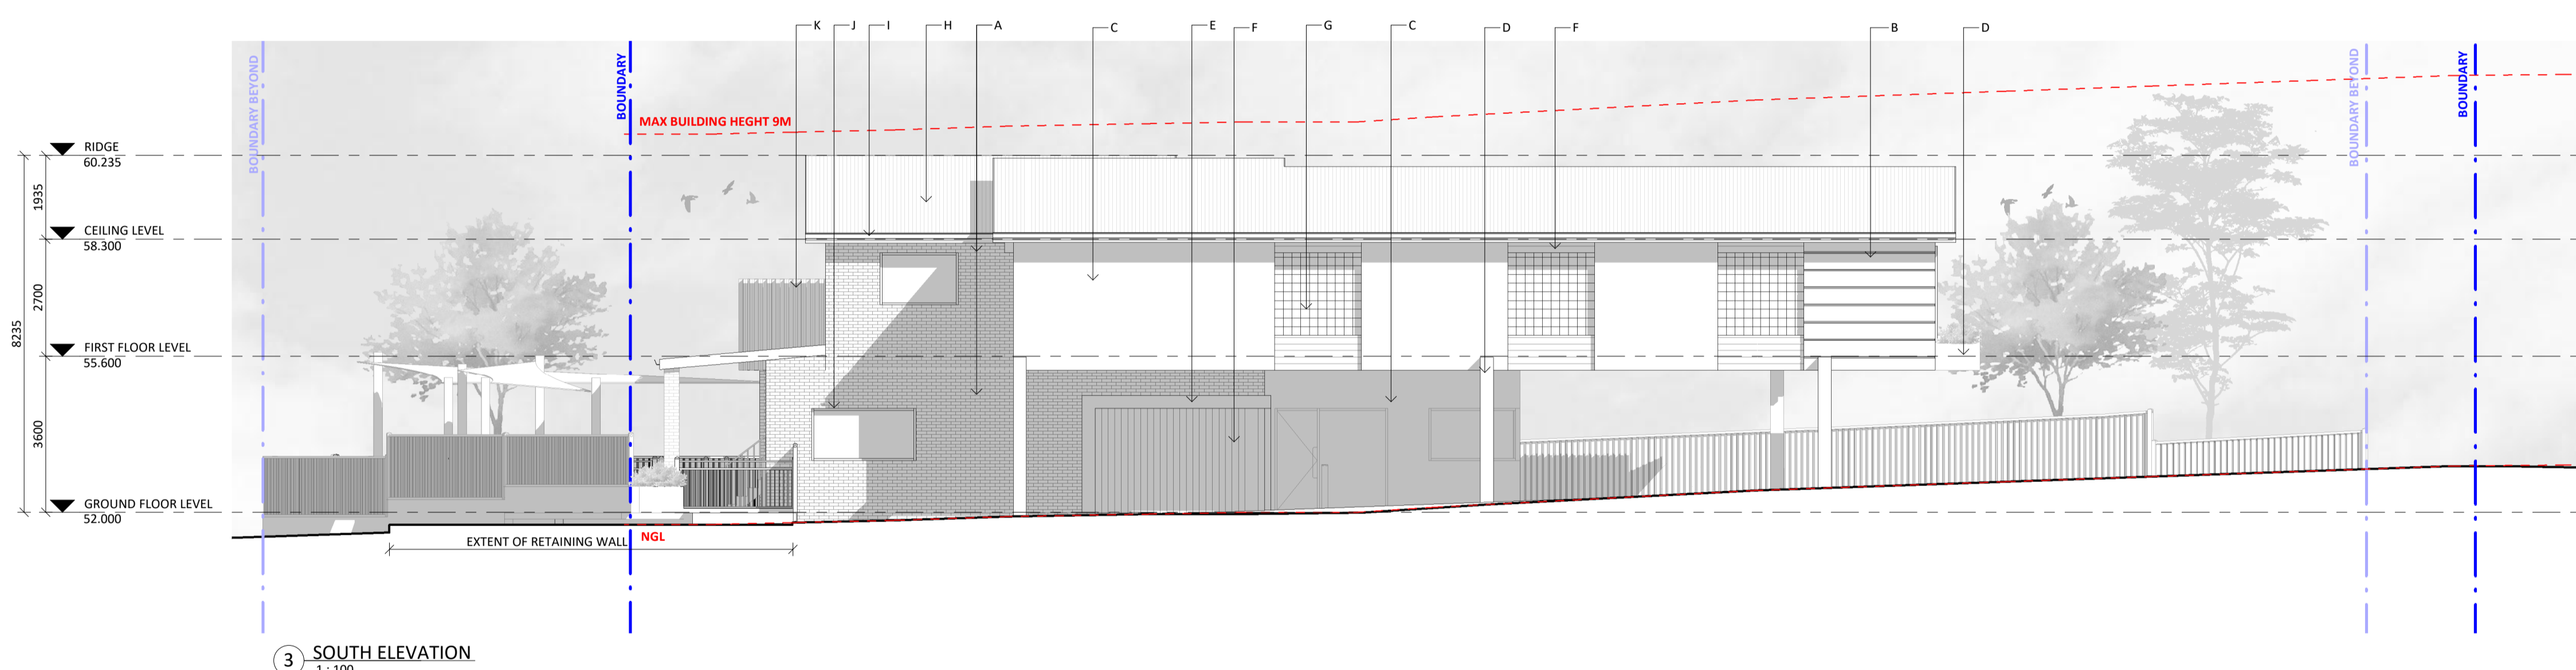 K J I H A C E F G C D F B D
BOUNDARY BEYOND
BOUNDARY
BOUNDARY BEYOND
BOUNDARY
MAX BUILDING HEGHT 9M
RIDGE
60.235
1935
CEILING LEVEL
58.300
2700
8235
FIRST FLOOR LEVEL
55.600
3600
GROUND FLOOR LEVEL
52.000
EXTENT OF RETAINING WALL
NGL
3 SOUTH ELEVATION
1 : 100